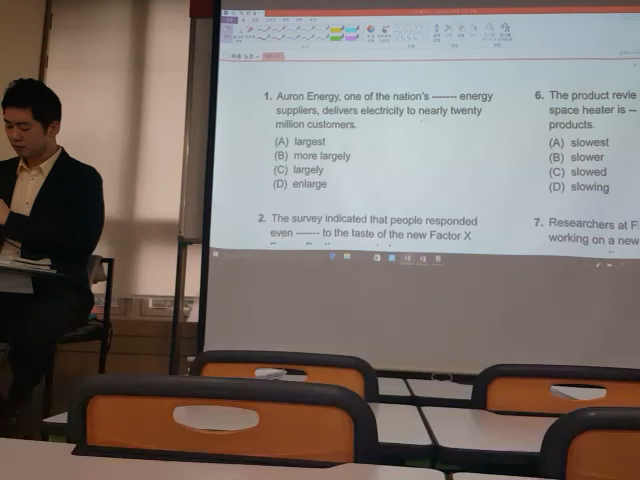 1. Auron Energy, one of the nation's ------- energy
suppliers, delivers electricity to nearly twenty
million customers.
(A) largest
(B) more largely
(C) largely
(D) enlarge
2. The survey indicated that people responded
even ------- to the taste of the new Factor X
6. The product revie
space heater is --
products.
(A) slowest
(B) slower
(C) slowed
(D) slowing
7. Researchers at F
working on a new